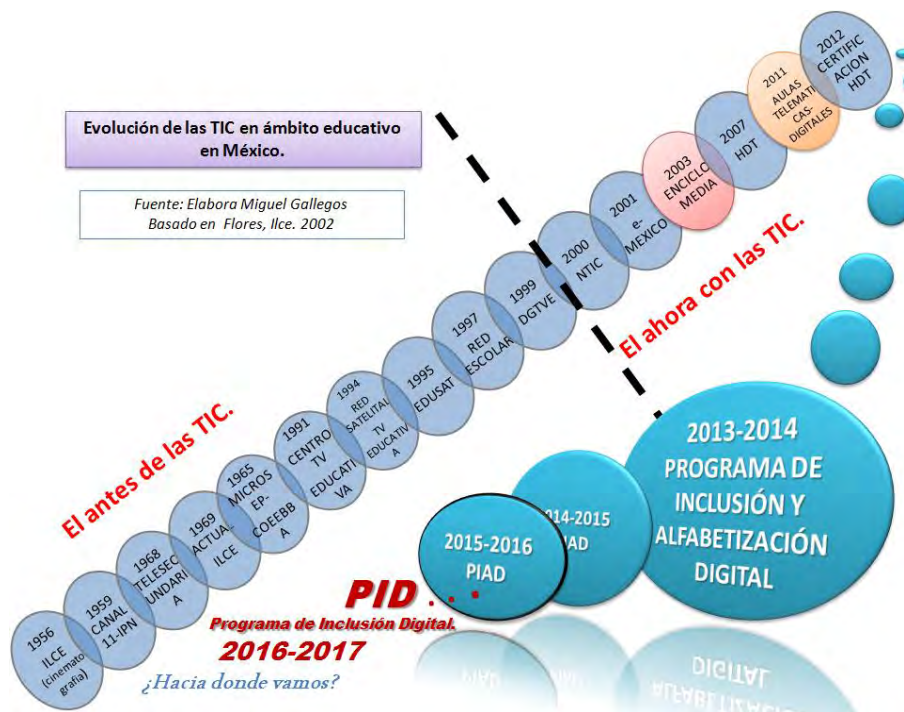 Evolución de las TIC en ámbito educativo
en México.
Fuente: Elabora Miguel Gallegos
Basado en Flores, Ilce. 2002
El antes de las TIC.
1956
ILCE
(cinemato
grafia)
1959
CANAL
11-IPN
1968
TELESEC
UNDARI
A
1969
ACTUAL
ILCE
1965
MICROS
EP-
COEEBB
A
1991
CENTRO
TV
EDUCATI
VA
1994
RED
SATELITAL
TV
EDUCATIV
A
1995
EDUSAT
1997
RED
ESCOLAR
1999
DGTVE
2000
NTIC
2001
e-
MEXICO
2003
ENCICLO
MEDIA
2007
HDT
2011
AULAS
TELEMATI
CAS-
DIGITALES
2012
CERTIFIC
ACION
HDT
El ahora con las TIC.
2013-2014
PROGRAMA DE
INCLUSIÓN Y
ALFABETIZACIÓN
DIGITAL
2015-2016
PIAD
PID . . .
Programa de Inclusión Digital.
2016-2017
¿Hacia donde vamos?